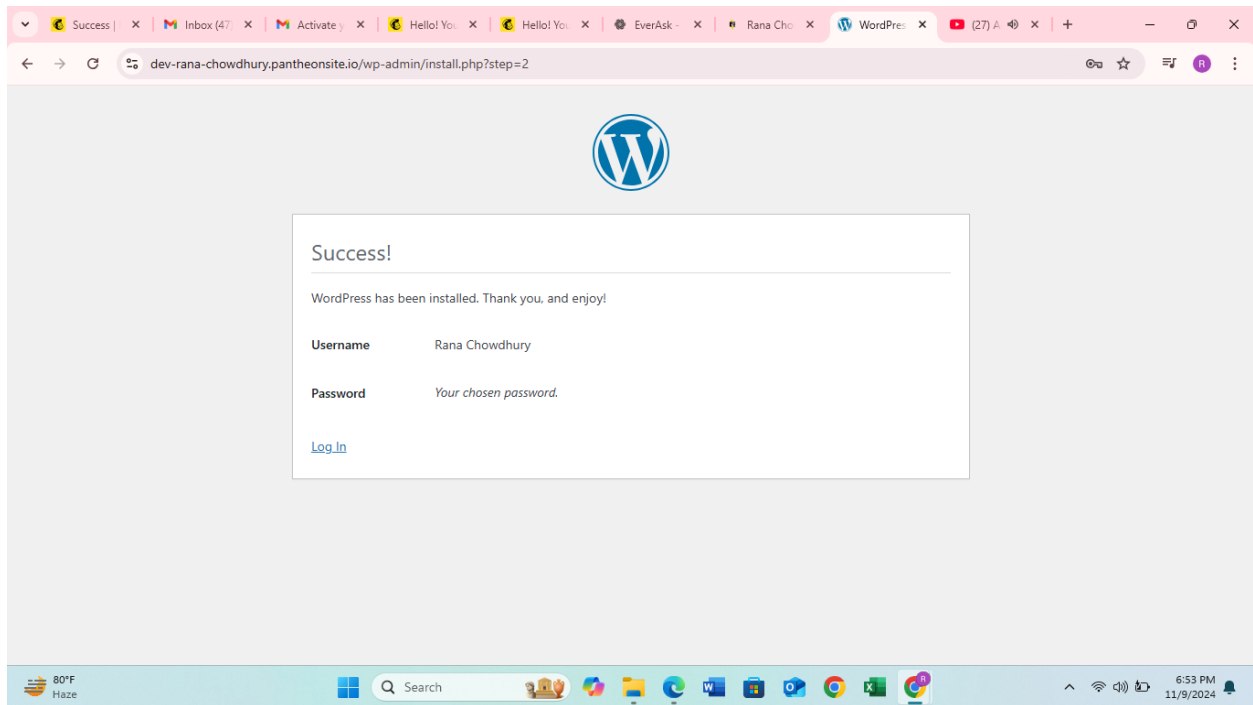 Success |
Inbox (47)
Activate y
Hello! You
Hello! You
EverAsk -
Rana Cho
WordPres
(27) A
dev-rana-chowdhury.pantheonsite.io/wp-admin/install.php?step=2
R
Success!
WordPress has been installed. Thank you, and enjoy!
Username Rana Chowdhury
Password Your chosen password.
Log In
80°F
Haze
Search
6:53 PM
11/9/2024